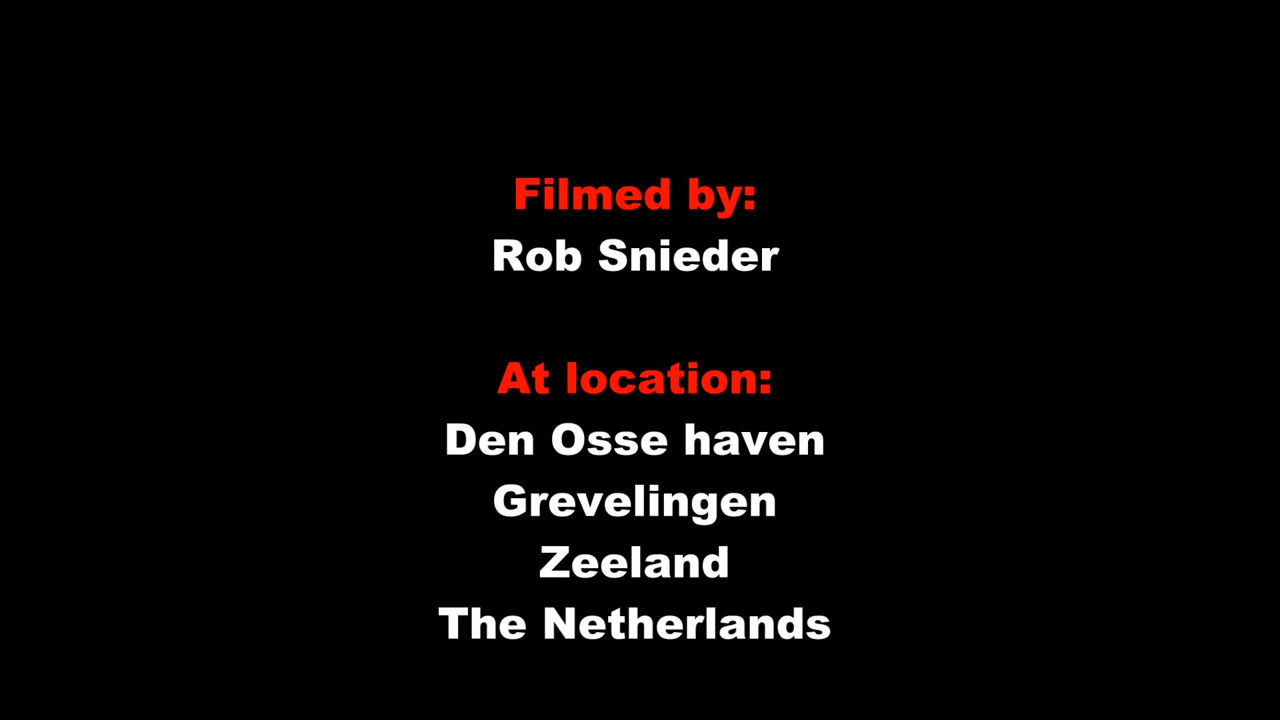 Filmed by:
Rob Snieder
At location:
Den Osse haven
Grevelingen
Zeeland
The Netherlands